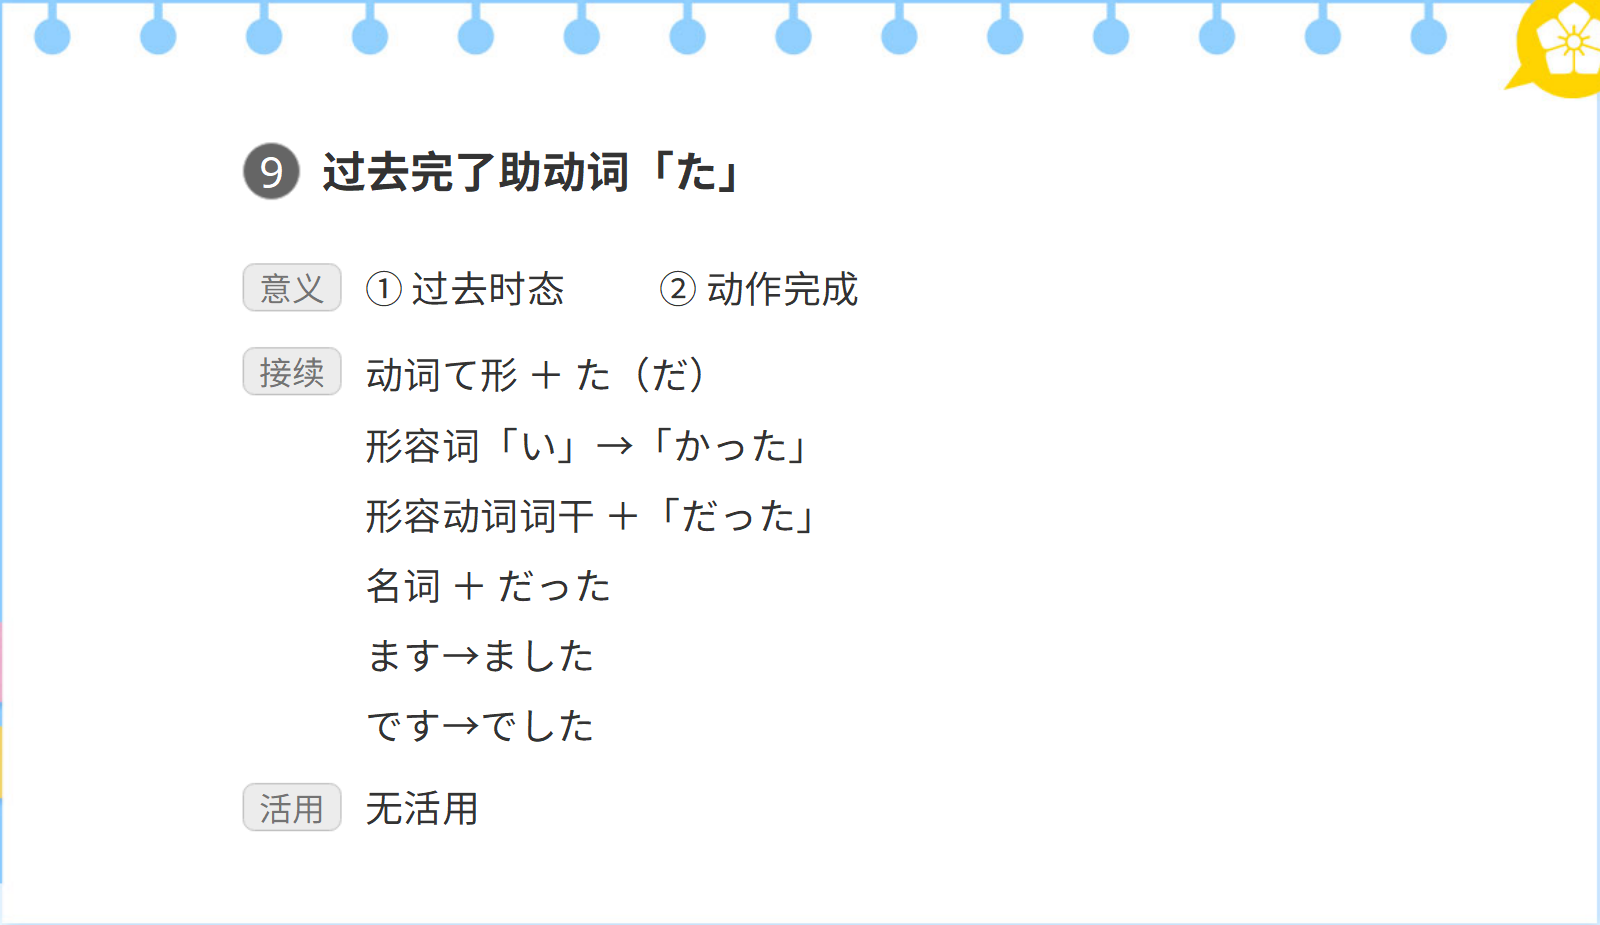 9 过去完了助动词「た」
意义 ① 过去时态 ② 动作完成
接续 动词て形 ＋ た（だ）
形容词「い」→「かった」
形容动词词干 ＋「だった」
名词 ＋ だった
ます→ました
です→でした
活用 无活用